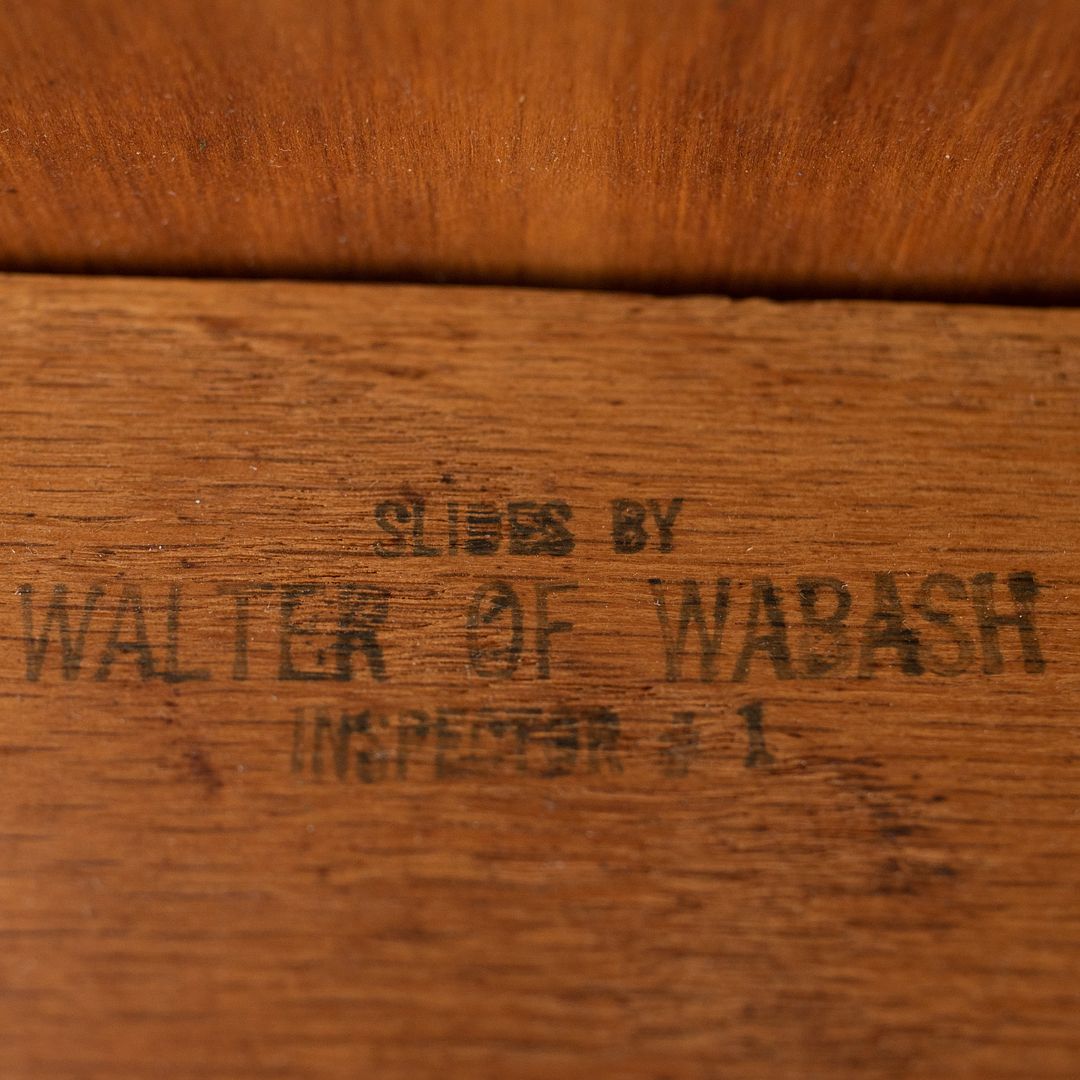 SLIDES BY
WALTER OF WABASH
INSPECTOR # 1